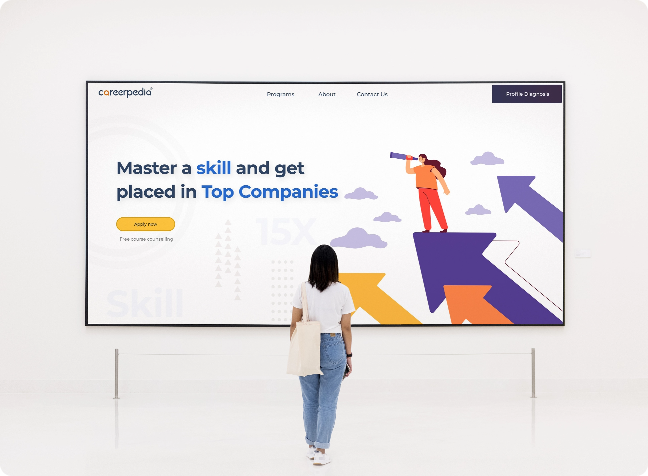 careerpedia
Programs
About
Contact Us
Profile Diagnosis
Master a skill and get
placed in Top Companies
Apply now
Free course counselling
15X
Skill